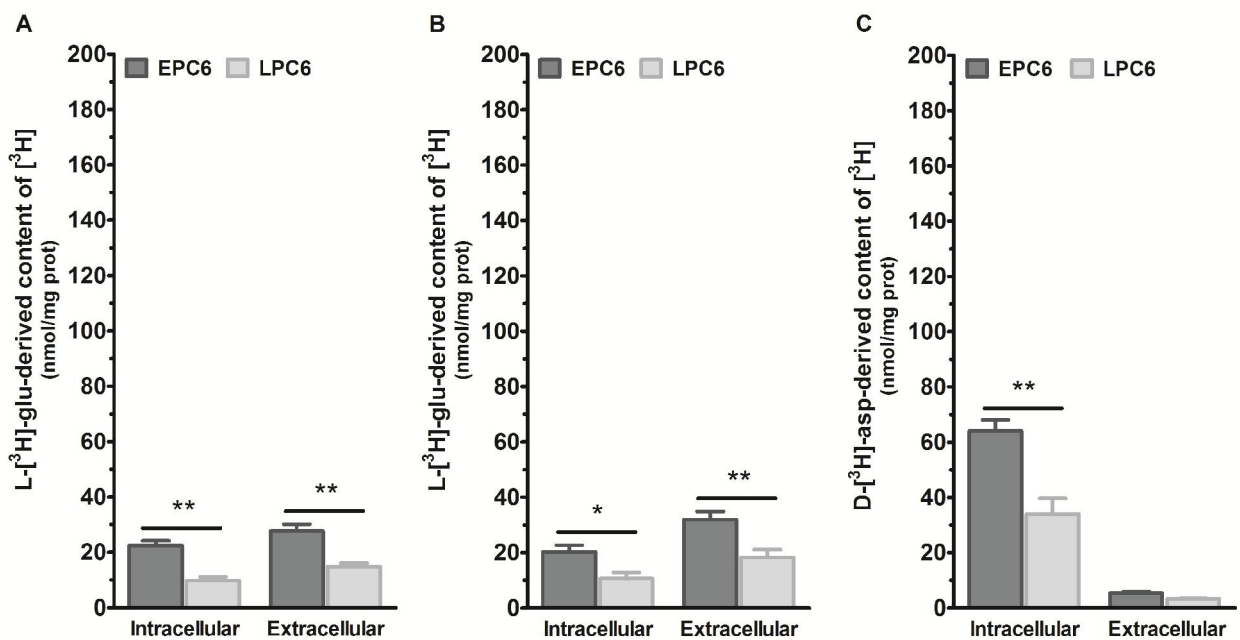 A
L-[³H]-glu-derived content of [³H]
(nmol/mg prot)
200
180
160
140
120
100
80
60
40
20
0
EPC6 LPC6
**
**
Intracellular Extracellular
B
L-[³H]-glu-derived content of [³H]
(nmol/mg prot)
200
180
160
140
120
100
80
60
40
20
0
EPC6 LPC6
*
**
Intracellular Extracellular
C
D-[³H]-asp-derived content of [³H]
(nmol/mg prot)
200
180
160
140
120
100
80
60
40
20
0
EPC6 LPC6
**
Intracellular Extracellular